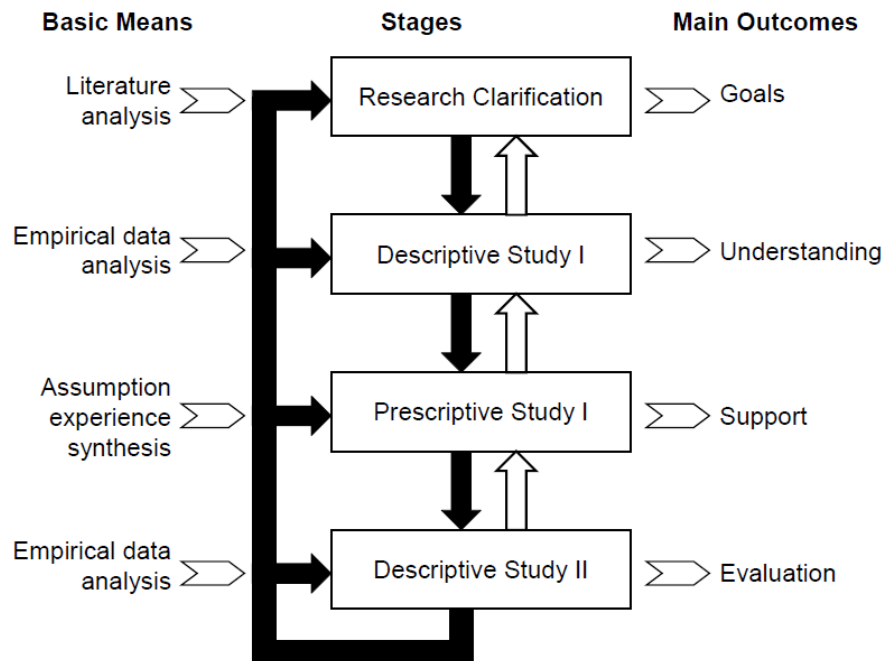 Basic Means
Stages
Main Outcomes
Literature
analysis
Research Clarification
Goals
Empirical data
analysis
Descriptive Study I
Understanding
Assumption
experience
synthesis
Prescriptive Study I
Support
Empirical data
analysis
Descriptive Study II
Evaluation